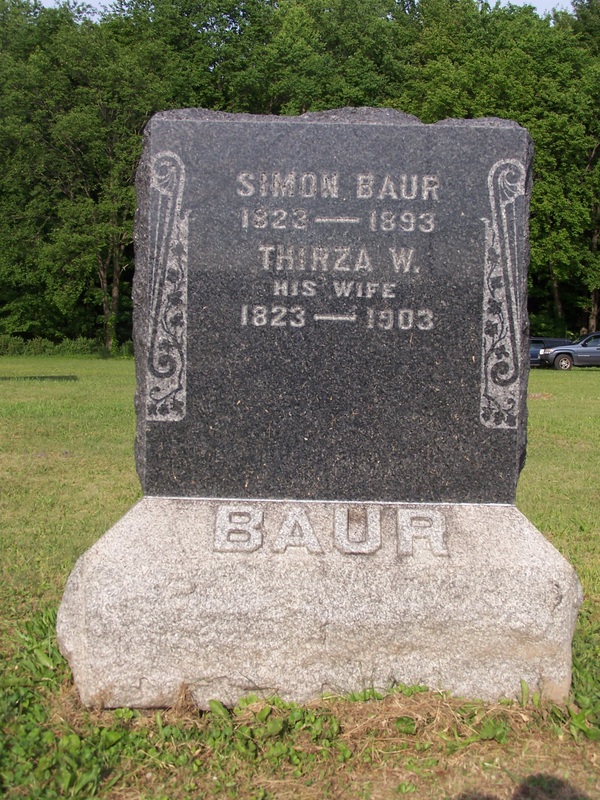 SIMON BAUR
1823 — 1893
THIRZA W.
HIS WIFE
1823 — 1903
BAUR